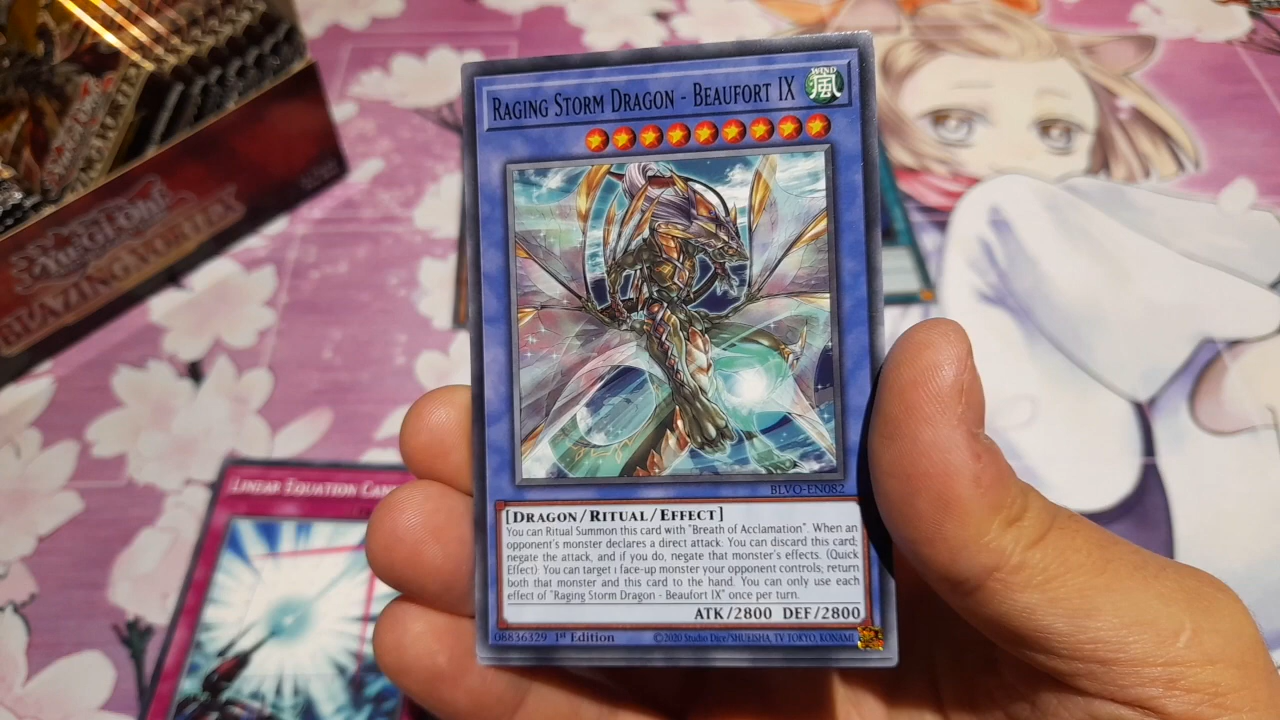 RAGING STORM DRAGON - BEAUFORT IX
WIND
風
BLVO-EN082
[DRAGON/RITUAL/EFFECT]
You can Ritual Summon this card with "Breath of Acclamation". When an
opponent's monster declares a direct attack: You can discard this card;
negate the attack, and if you do, negate that monster's effects. (Quick
Effect): You can target 1 face-up monster your opponent controls; return
both that monster and this card to the hand. You can only use each
effect of "Raging Storm Dragon - Beaufort IX" once per turn.
ATK/2800 DEF/2800
08836329 1st Edition
©2020 Studio Dice/SHUEISHA, TV TOKYO, KONAMI
Yu-Gi-Oh!
BLAZING VORTEX
LINEAR EQUATION